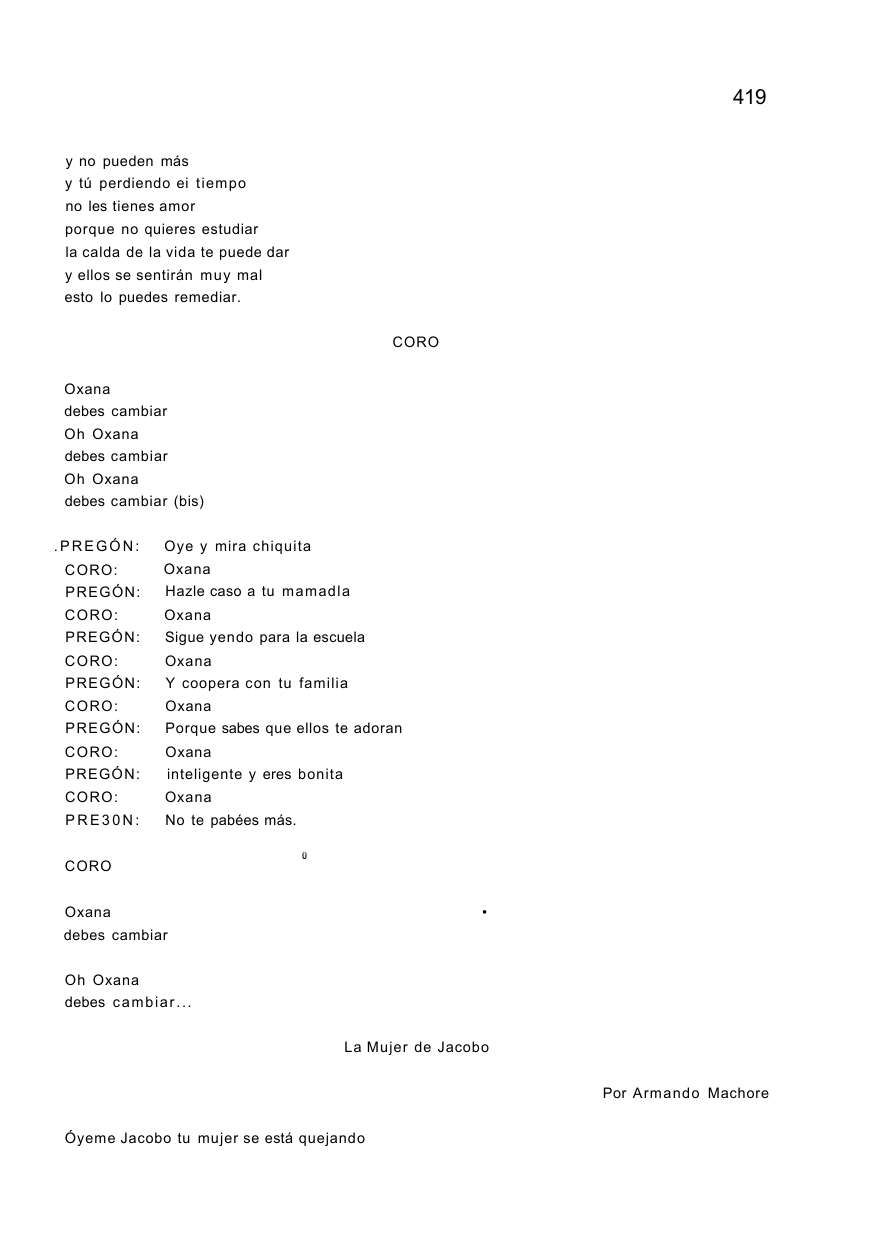 419
y no pueden más
y tú perdiendo ei tiempo
no les tienes amor
porque no quieres estudiar
la calda de la vida te puede dar
y ellos se sentirán muy mal
esto lo puedes remediar.
CORO
Oxana
debes cambiar
Oh Oxana
debes cambiar
Oh Oxana
debes cambiar (bis)
.PREGÓN: Oye y mira chiquita
CORO: Oxana
PREGÓN: Hazle caso a tu mamadla
CORO: Oxana
PREGÓN: Sigue yendo para la escuela
CORO: Oxana
PREGÓN: Y coopera con tu familia
CORO: Oxana
PREGÓN: Porque sabes que ellos te adoran
CORO: Oxana
PREGÓN: inteligente y eres bonita
CORO: Oxana
PRE30N: No te pabées más.
0
CORO
Oxana
debes cambiar
Oh Oxana
debes cambiar...
La Mujer de Jacobo
Por Armando Machore
Óyeme Jacobo tu mujer se está quejando